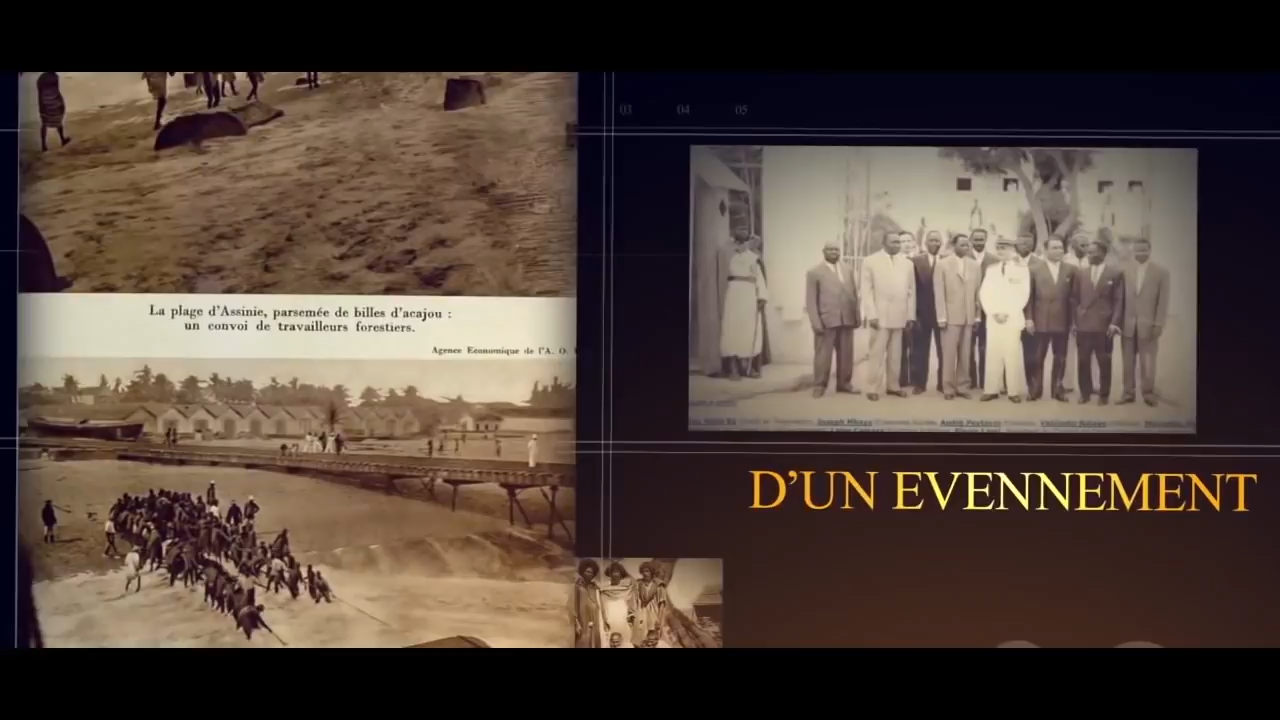 03 04 05
La plage d'Assinie, parsemée de billes d'acajou :
un convoi de travailleurs forestiers.
Agence Economique de l'A. O.
D'UN EVENNEMENT